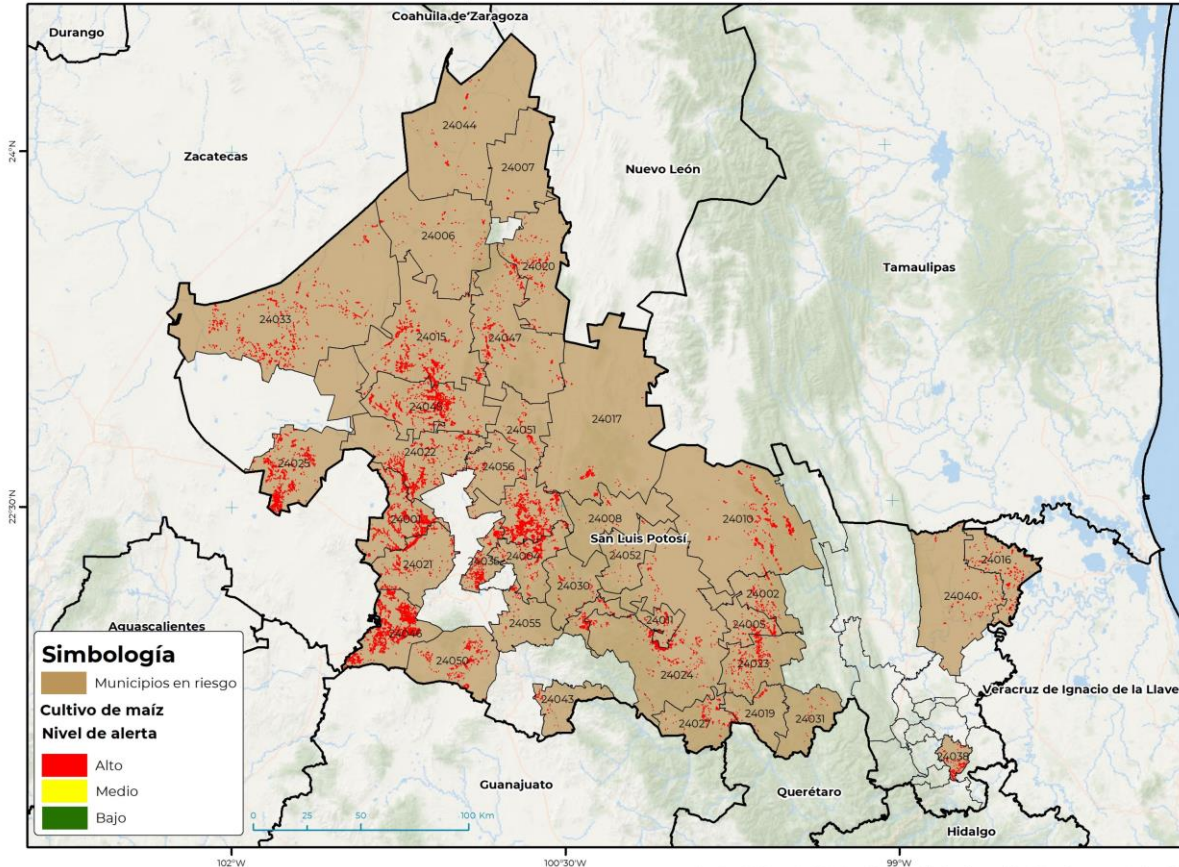 Coahuila de Zaragoza
Durango
24°N
24044
Zacatecas
24007
Nuevo León
24006
24020
Tamaulipas
24033
24015
24047
24017
24051
24022
24056
24025
22°30'N
24008
24010
San Luis Potosí
24052
24021
24030
24016
24002
24040
24005
24055
Aguascalientes
24050
24023
24024
24043
24027
24019
24031
Veracruz de Ignacio de la Llave
24038
Guanajuato
Querétaro
Hidalgo
Simbología
Municipios en riesgo
Cultivo de maíz
Nivel de alerta
Alto
Medio
Bajo
0 25 50 100 Km
102°W
100°30'W
99°W